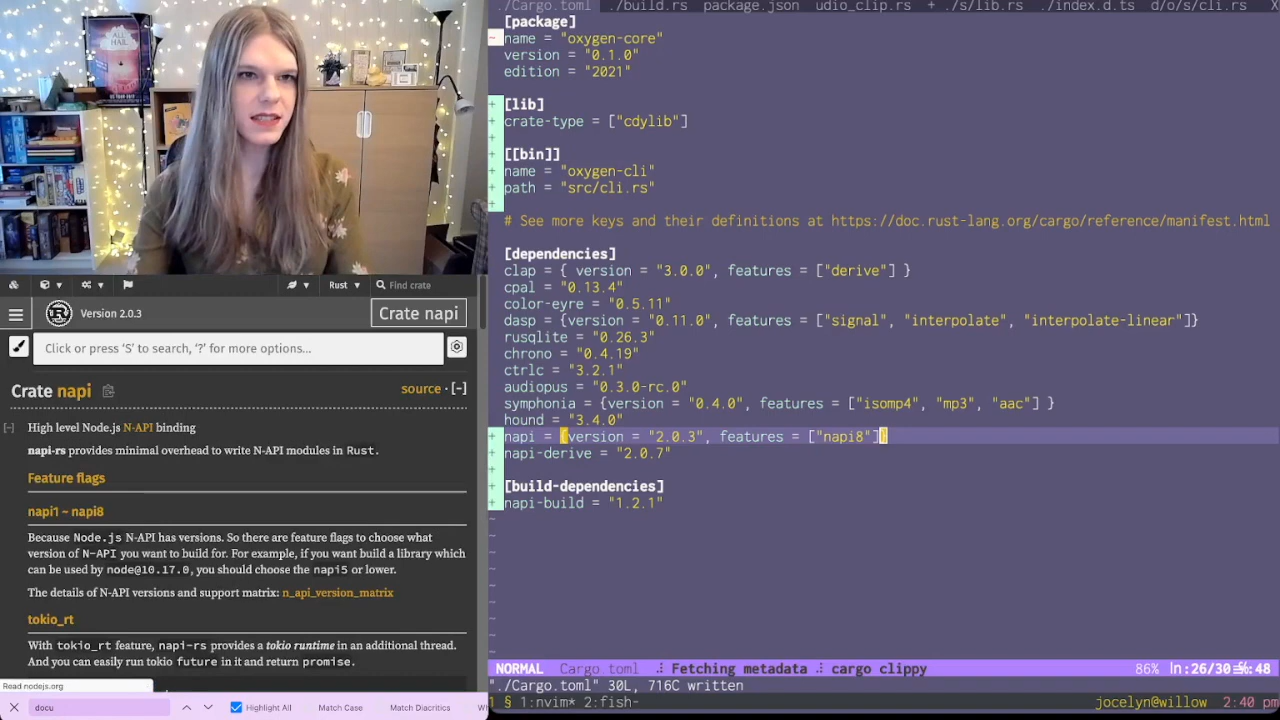 ALL
HAIL
Rust
Find crate
Version 2.0.3
Crate napi
Click or press ‘S’ to search, ‘?’ for more options…
Crate napi
source · [-]
[-] High level Node.js N-API binding
napi-rs provides minimal overhead to write N-API modules in Rust.
Feature flags
napi1 ~ napi8
Because Node.js N-API has versions. So there are feature flags to choose what
version of N-API you want to build for. For example, if you want build a library which
can be used by node@10.17.0, you should choose the napi5 or lower.
The details of N-API versions and support matrix: n_api_version_matrix
tokio_rt
With tokio_rt feature, napi-rs provides a tokio runtime in an additional thread.
And you can easily run tokio future in it and return promise.
Read nodejs.org
docu
Highlight All
Match Case
Match Diacritics
./Cargo.toml ./build.rs package.json udio_clip.rs + ./s/lib.rs ./index.d.ts d/o/s/cli.rs X
[package]
~ name = "oxygen-core"
version = "0.1.0"
edition = "2021"
+ [lib]
+ crate-type = ["cdylib"]
+
+ [[bin]]
+ name = "oxygen-cli"
+ path = "src/cli.rs"
+
# See more keys and their definitions at https://doc.rust-lang.org/cargo/reference/manifest.html
[dependencies]
clap = { version = "3.0.0", features = ["derive"] }
cpal = "0.13.4"
color-eyre = "0.5.11"
dasp = {version = "0.11.0", features = ["signal", "interpolate", "interpolate-linear"]}
rusqlite = "0.26.3"
chrono = "0.4.19"
ctrlc = "3.2.1"
audiopus = "0.3.0-rc.0"
symphonia = {version = "0.4.0", features = ["isomp4", "mp3", "aac"] }
hound = "3.4.0"
+ napi = {version = "2.0.3", features = ["napi8"]}
+ napi-derive = "2.0.7"
+
+ [build-dependencies]
+ napi-build = "1.2.1"
~
~
~
~
~
~
~
~
~
NORMAL Cargo.toml Fetching metadata cargo clippy 86% ln:26/30 ≡%:48
"./Cargo.toml" 30L, 716C written
1 § 1:nvim* 2:fish- jocelyn@willow 2:40 pm